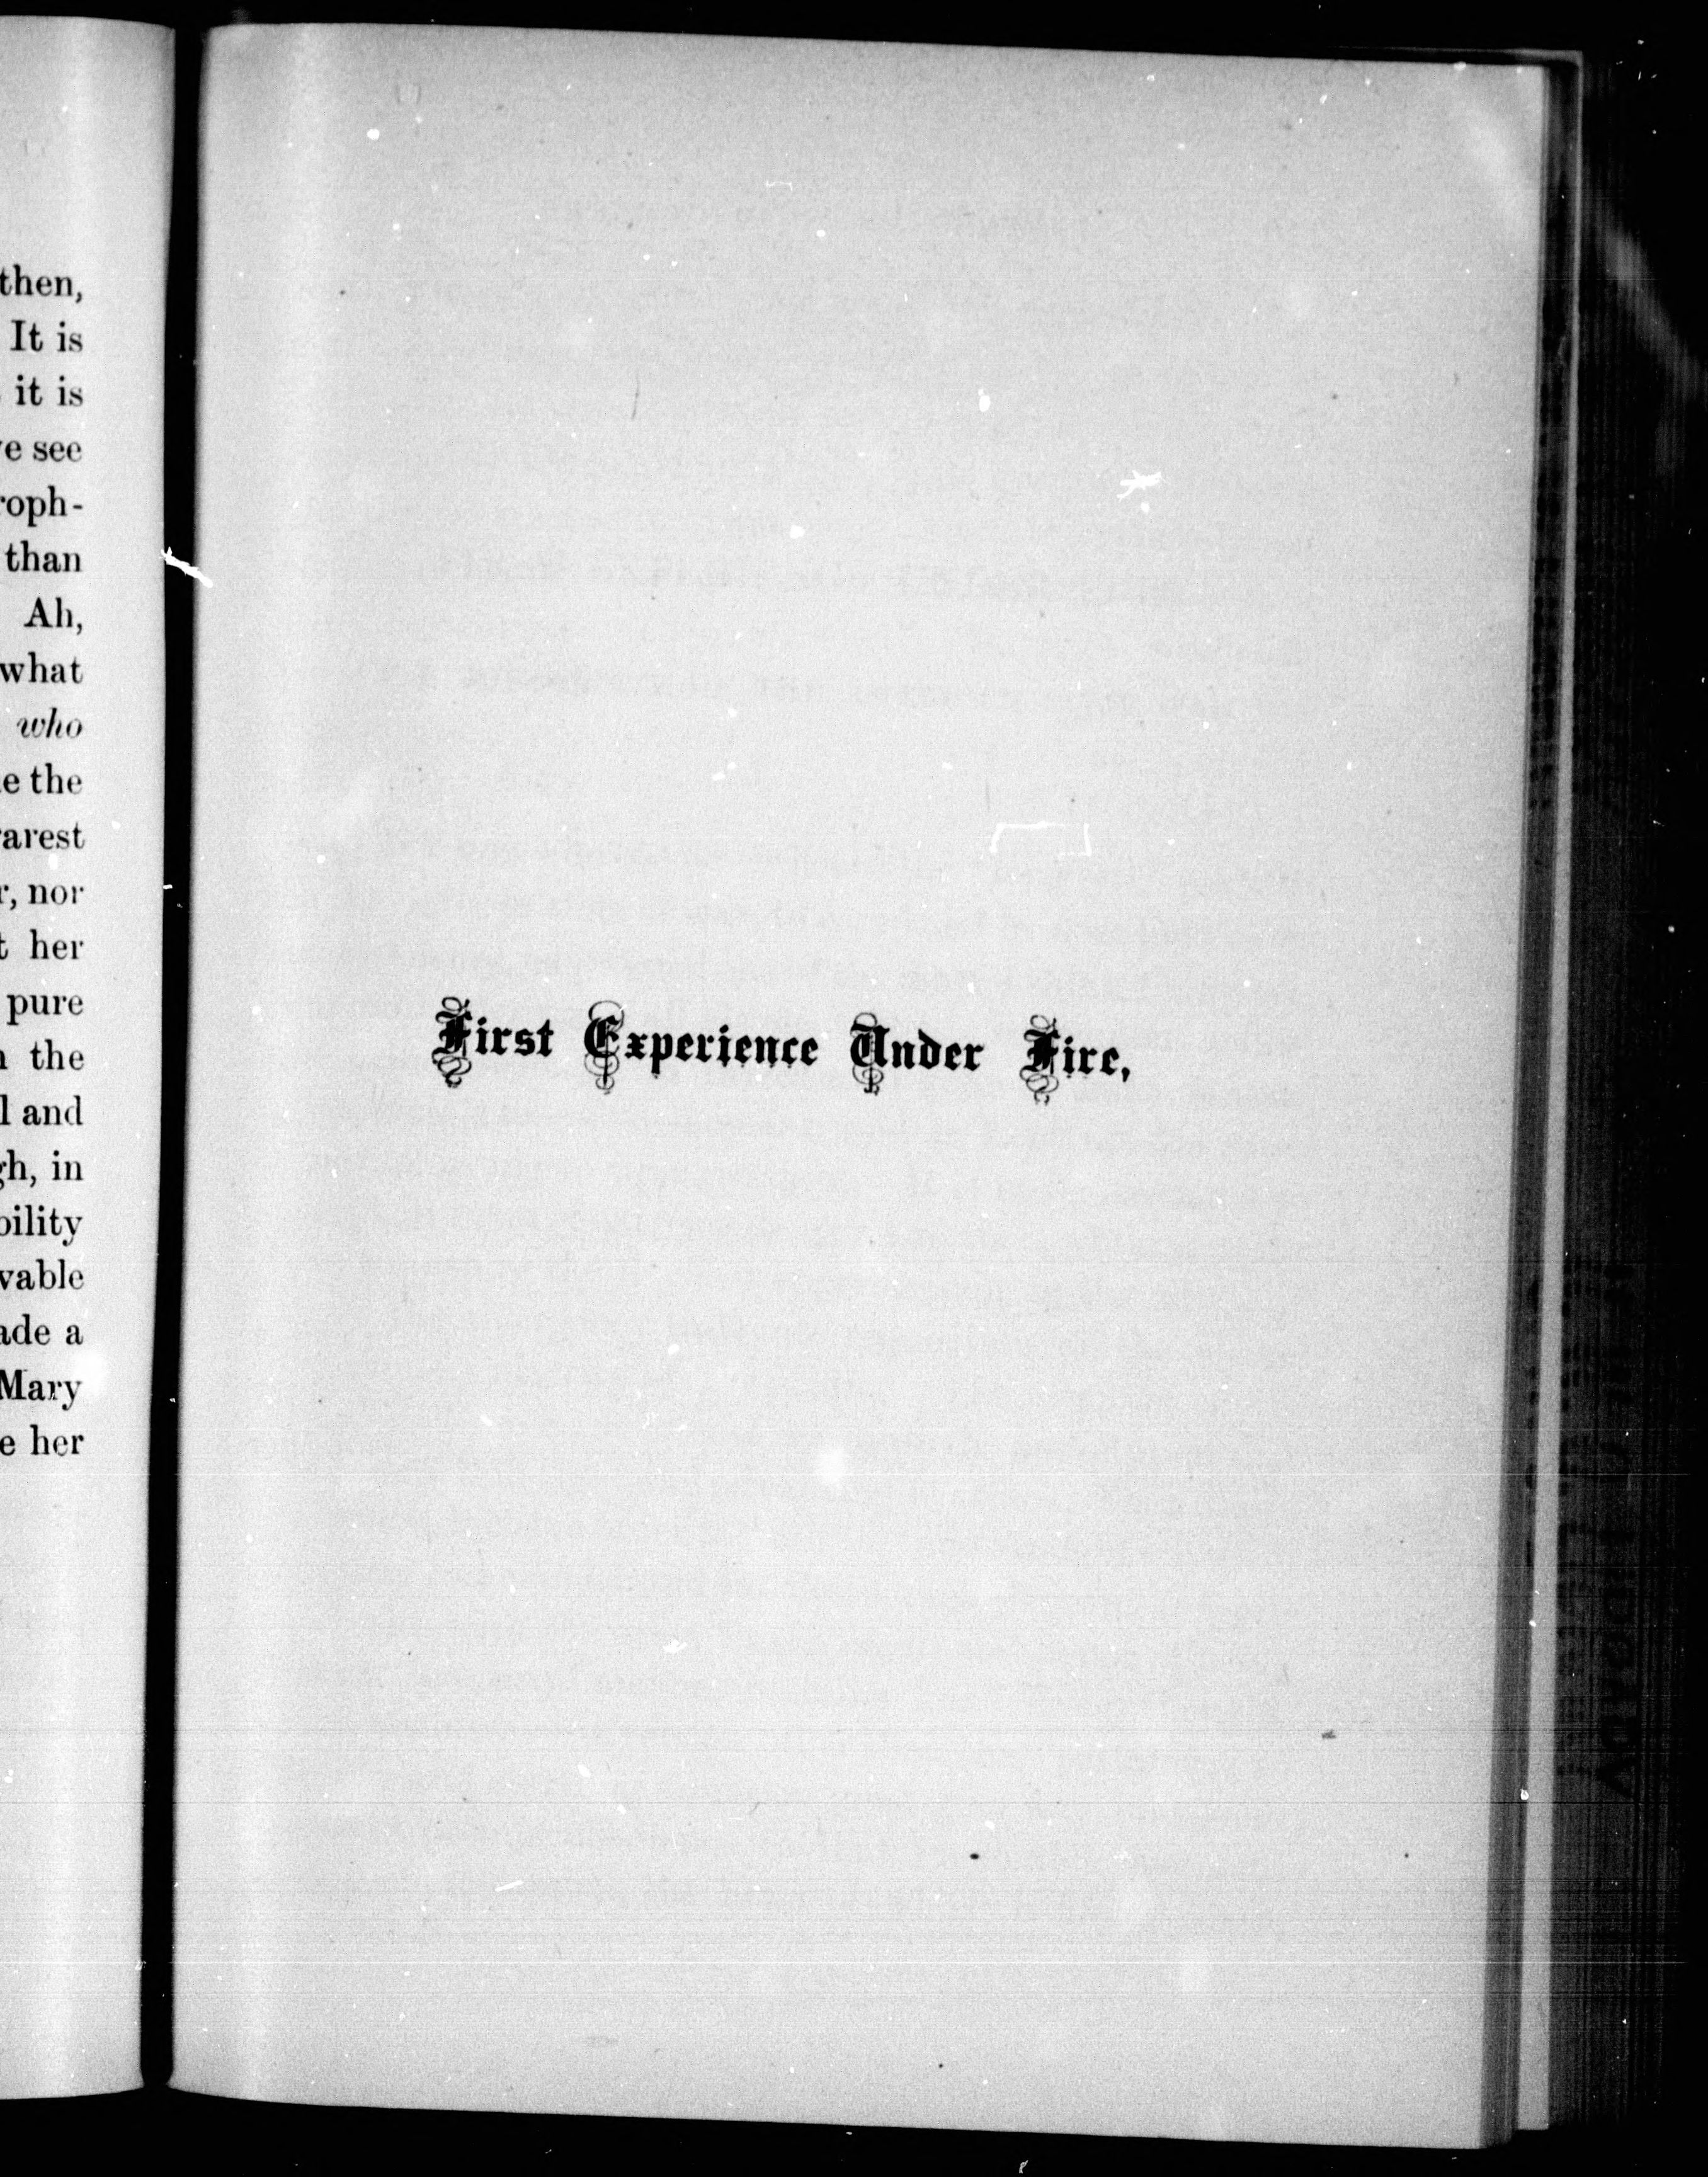 then,
It is
it is
e see
roph-
than
Ah,
what
who
e the
arest
r, nor
t her
pure
the
l and
gh, in
bility
vable
ade a
Mary
e her
First Experience Under Fire,